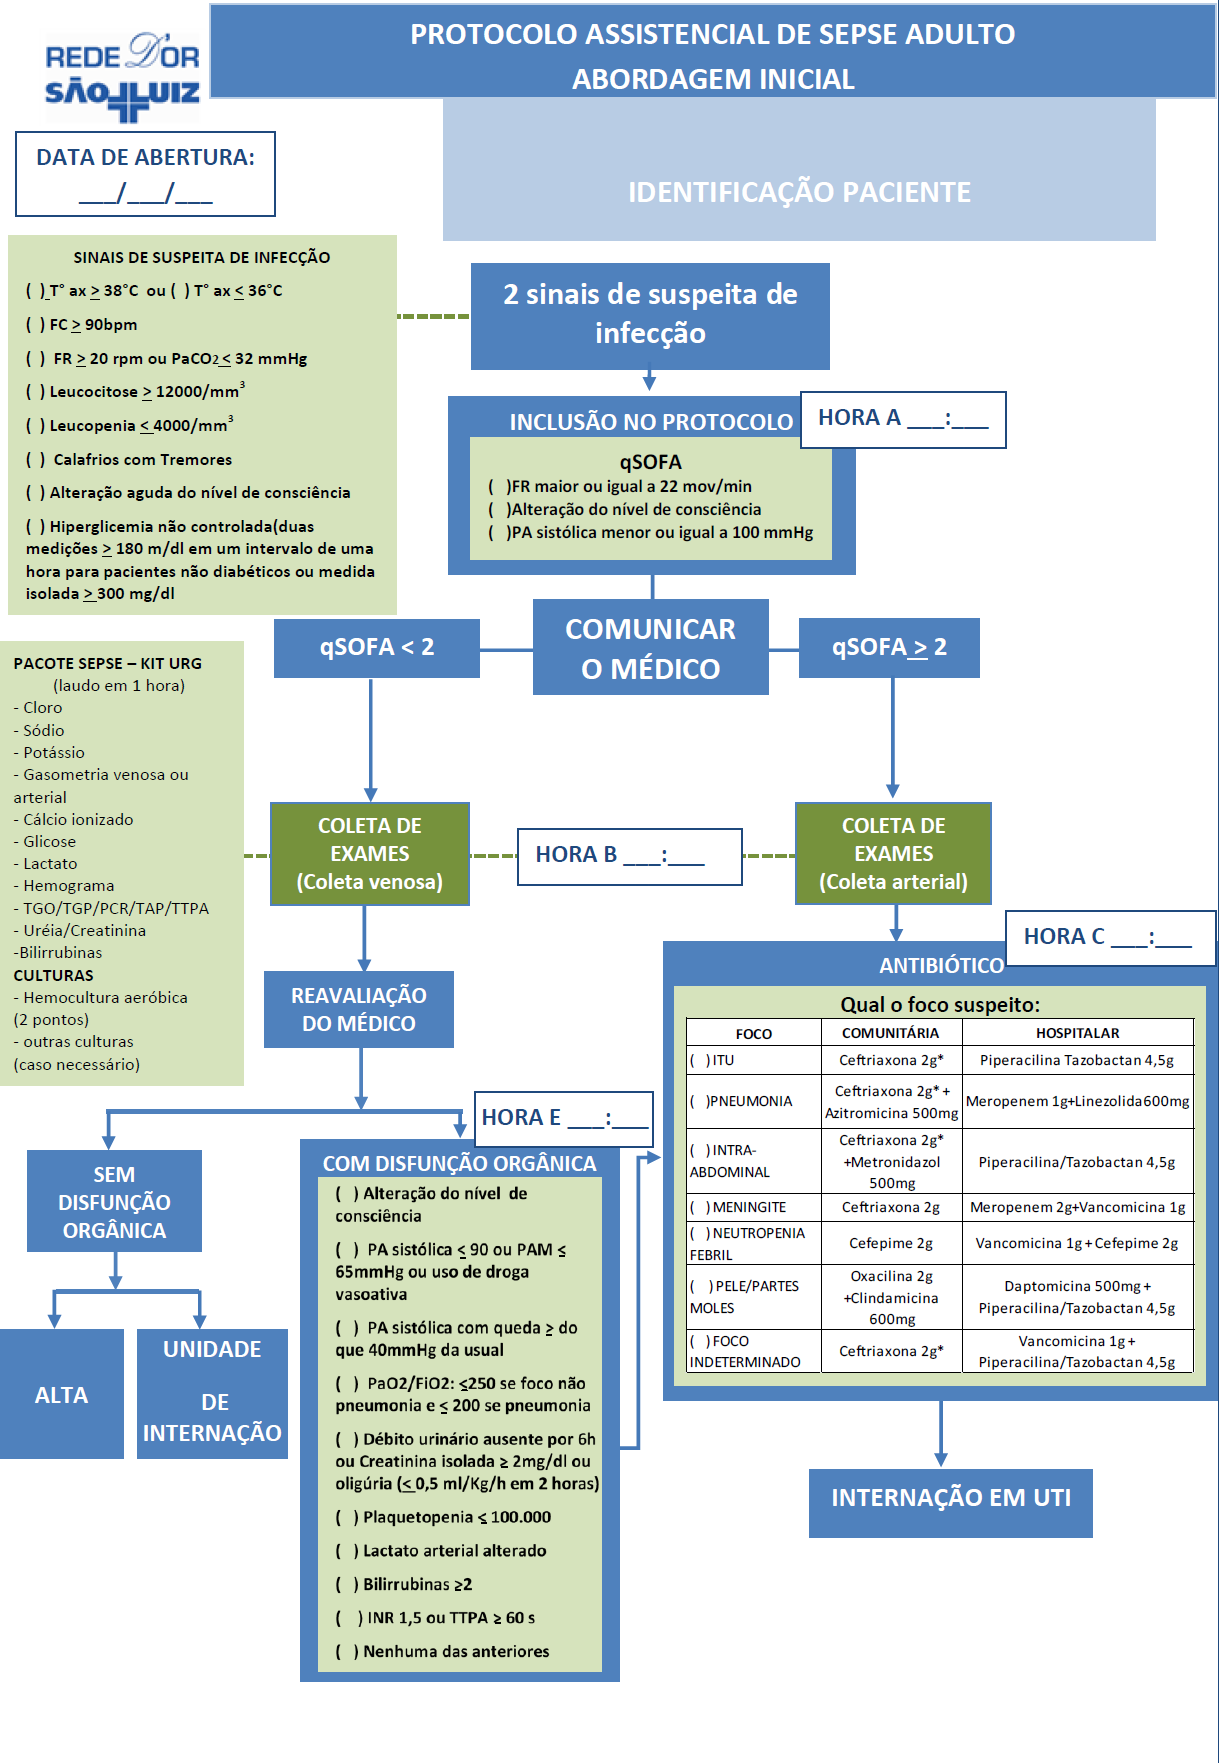 REDE D'OR
SÃO LUIZ
PROTOCOLO ASSISTENCIAL DE SEPSE ADULTO
ABORDAGEM INICIAL
DATA DE ABERTURA:
___/___/___
IDENTIFICAÇÃO PACIENTE
SINAIS DE SUSPEITA DE INFECÇÃO
( ) T° ax ≥ 38°C ou ( ) T° ax ≤ 36°C
( ) FC ≥ 90bpm
( ) FR ≥ 20 rpm ou PaCO2 ≤ 32 mmHg
( ) Leucocitose ≥ 12000/mm³
( ) Leucopenia ≤ 4000/mm³
( ) Calafrios com Tremores
( ) Alteração aguda do nível de consciência
( ) Hiperglicemia não controlada(duas
medições ≥ 180 m/dl em um intervalo de uma
hora para pacientes não diabéticos ou medida
isolada ≥ 300 mg/dl
2 sinais de suspeita de
infecção
INCLUSÃO NO PROTOCOLO
HORA A ___:___
qSOFA
( )FR maior ou igual a 22 mov/min
( )Alteração do nível de consciência
( )PA sistólica menor ou igual a 100 mmHg
COMUNICAR
O MÉDICO
qSOFA < 2
qSOFA ≥ 2
PACOTE SEPSE – KIT URG
(laudo em 1 hora)
- Cloro
- Sódio
- Potássio
- Gasometria venosa ou
arterial
- Cálcio ionizado
- Glicose
- Lactato
- Hemograma
- TGO/TGP/PCR/TAP/TTPA
- Uréia/Creatinina
-Bilirrubinas
CULTURAS
- Hemocultura aeróbica
(2 pontos)
- outras culturas
(caso necessário)
COLETA DE
EXAMES
(Coleta venosa)
HORA B ___:___
COLETA DE
EXAMES
(Coleta arterial)
REAVALIAÇÃO
DO MÉDICO
HORA C ___:___
ANTIBIÓTICO
Qual o foco suspeito:
FOCO COMUNITÁRIA HOSPITALAR
( ) ITU Ceftriaxona 2g* Piperacilina Tazobactan 4,5g
( )PNEUMONIA Ceftriaxona 2g* +
Azitromicina 500mg Meropenem 1g+Linezolida600mg
( ) INTRA-
ABDOMINAL Ceftriaxona 2g*
+Metronidazol
500mg Piperacilina/Tazobactan 4,5g
( ) MENINGITE Ceftriaxona 2g Meropenem 2g+Vancomicina 1g
( ) NEUTROPENIA
FEBRIL Cefepime 2g Vancomicina 1g + Cefepime 2g
( ) PELE/PARTES
MOLES Oxacilina 2g
+Clindamicina
600mg Daptomicina 500mg +
Piperacilina/Tazobactan 4,5g
( ) FOCO
INDETERMINADO Ceftriaxona 2g* Vancomicina 1g +
Piperacilina/Tazobactan 4,5g
INTERNAÇÃO EM UTI
SEM
DISFUNÇÃO
ORGÂNICA
ALTA
UNIDADE
DE
INTERNAÇÃO
HORA E ___:___
COM DISFUNÇÃO ORGÂNICA
( ) Alteração do nível de
consciência
( ) PA sistólica ≤ 90 ou PAM ≤
65mmHg ou uso de droga
vasoativa
( ) PA sistólica com queda ≥ do
que 40mmHg da usual
( ) PaO2/FiO2: ≤250 se foco não
pneumonia e ≤ 200 se pneumonia
( ) Débito urinário ausente por 6h
ou Creatinina isolada ≥ 2mg/dl ou
oligúria (≤ 0,5 ml/Kg/h em 2 horas)
( ) Plaquetopenia ≤ 100.000
( ) Lactato arterial alterado
( ) Bilirrubinas ≥2
( ) INR 1,5 ou TTPA ≥ 60 s
( ) Nenhuma das anteriores